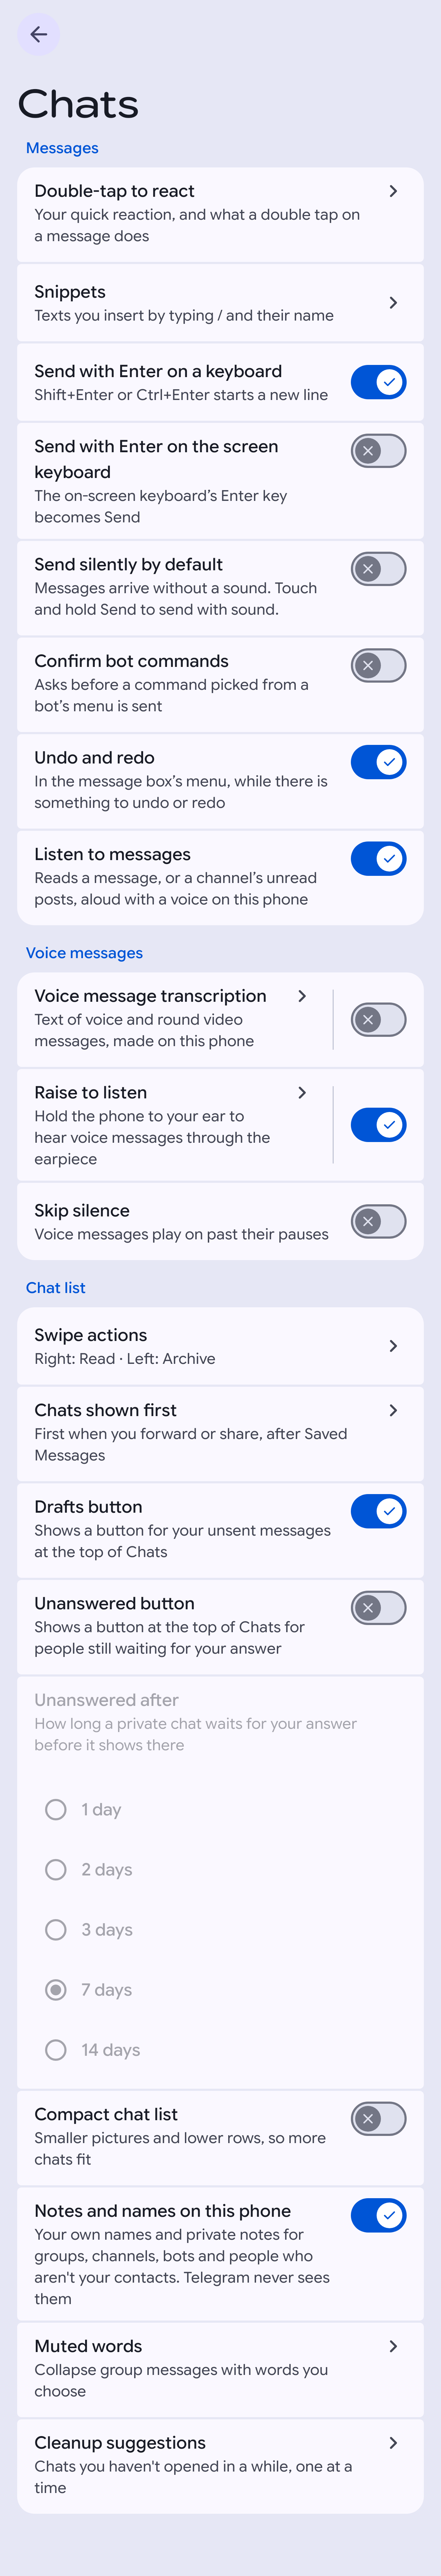 Chats
Messages
Double-tap to react
Your quick reaction, and what a double tap on
a message does
Snippets
Texts you insert by typing / and their name
Send with Enter on a keyboard
Shift+Enter or Ctrl+Enter starts a new line
Send with Enter on the screen
keyboard
The on-screen keyboard’s Enter key
becomes Send
Send silently by default
Messages arrive without a sound. Touch
and hold Send to send with sound.
Confirm bot commands
Asks before a command picked from a
bot’s menu is sent
Undo and redo
In the message box’s menu, while there is
something to undo or redo
Listen to messages
Reads a message, or a channel’s unread
posts, aloud with a voice on this phone
Voice messages
Voice message transcription
Text of voice and round video
messages, made on this phone
Raise to listen
Hold the phone to your ear to
hear voice messages through the
earpiece
Skip silence
Voice messages play on past their pauses
Chat list
Swipe actions
Right: Read · Left: Archive
Chats shown first
First when you forward or share, after Saved
Messages
Drafts button
Shows a button for your unsent messages
at the top of Chats
Unanswered button
Shows a button at the top of Chats for
people still waiting for your answer
Unanswered after
How long a private chat waits for your answer
before it shows there
1 day
2 days
3 days
7 days
14 days
Compact chat list
Smaller pictures and lower rows, so more
chats fit
Notes and names on this phone
Your own names and private notes for
groups, channels, bots and people who
aren't your contacts. Telegram never sees
them
Muted words
Collapse group messages with words you
choose
Cleanup suggestions
Chats you haven't opened in a while, one at a
time